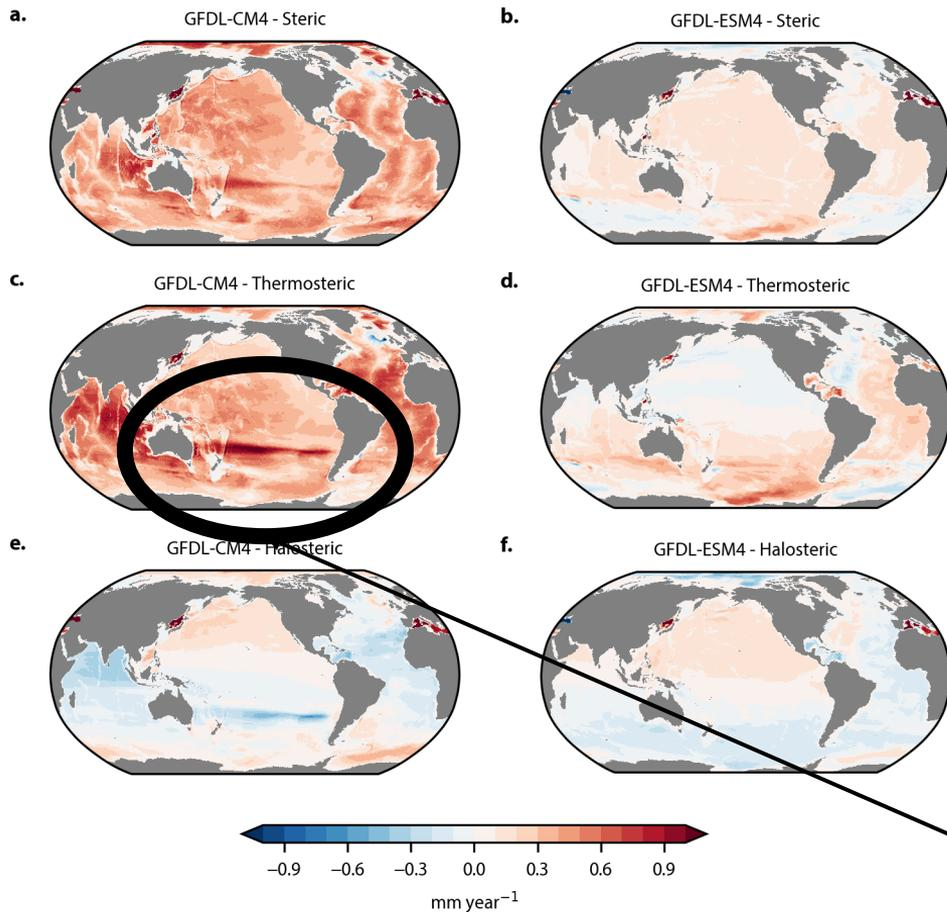 a. GFDL-CM4 - Steric
b. GFDL-ESM4 - Steric
c. GFDL-CM4 - Thermosteric
d. GFDL-ESM4 - Thermosteric
e. GFDL-CM4 - Halosteric
f. GFDL-ESM4 - Halosteric
−0.9 −0.6 −0.3 0.0 0.3 0.6 0.9
mm year−1